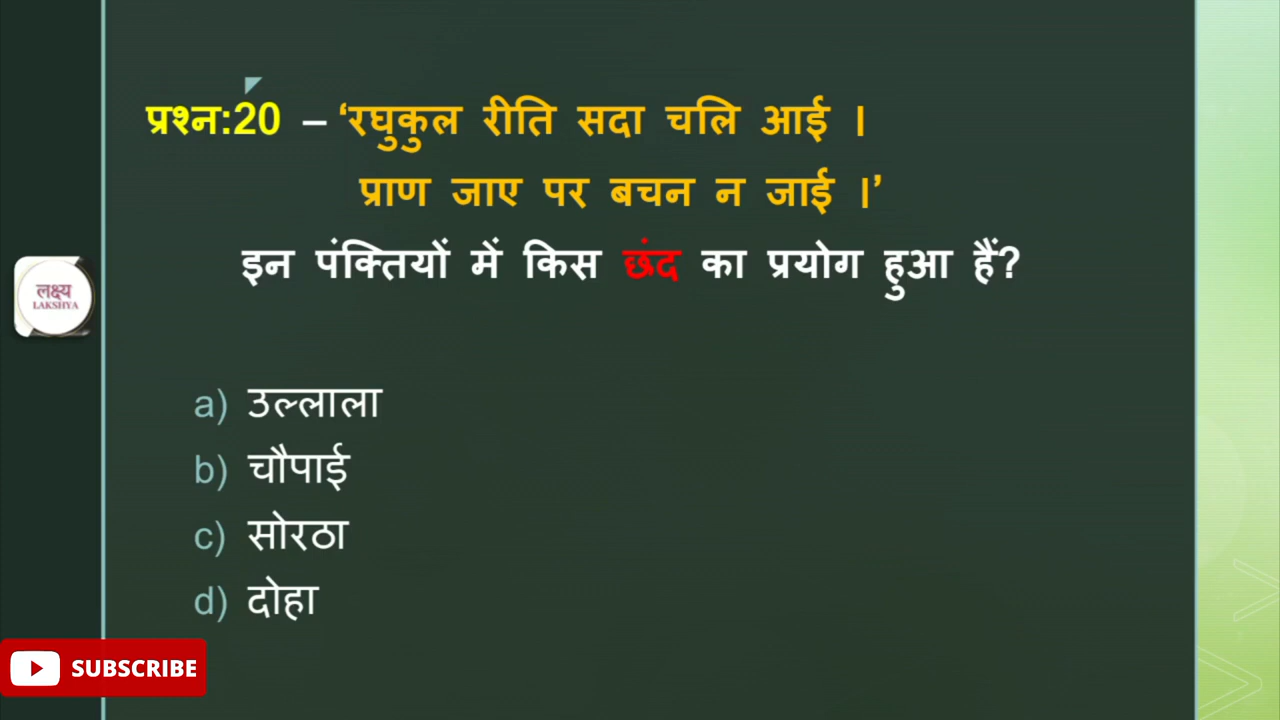 प्रश्न:20 – ‘रघुकुल रीति सदा चलि आई ।
प्राण जाए पर बचन न जाई ।’
इन पंक्तियों में किस छंद का प्रयोग हुआ हैं?
लक्ष्य
LAKSHYA
a) उल्लाला
b) चौपाई
c) सोरठा
d) दोहा
SUBSCRIBE